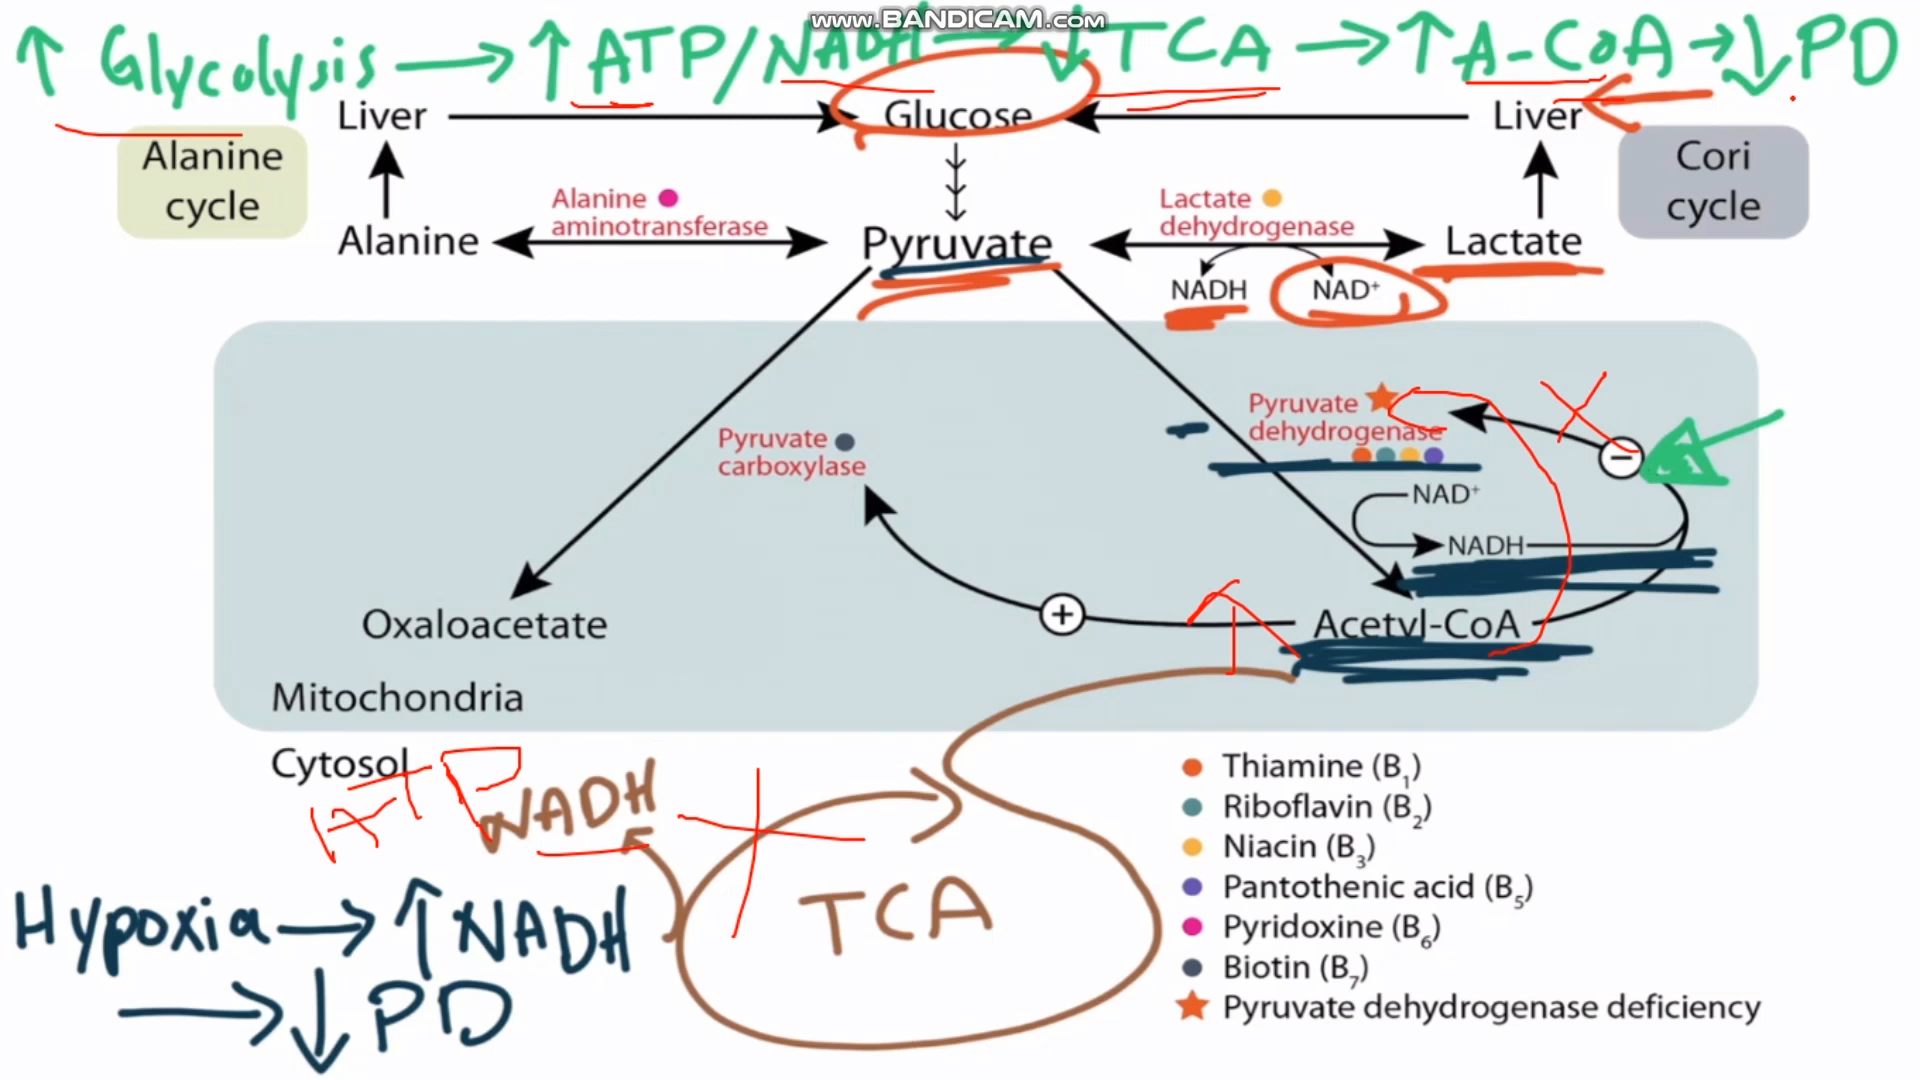 www.BANDICAM.com
↑ Glycolysis → ↑ ATP/NADH → ↓ TCA → ↑ A-CoA → ↓ PD
Liver
Glucose
Liver
Alanine
cycle
Cori
cycle
Alanine
aminotransferase
Lactate
dehydrogenase
Alanine
Pyruvate
Lactate
NADH
NAD+
Pyruvate
dehydrogenase
Pyruvate
carboxylase
NAD+
NADH
−
+
Oxaloacetate
Acetyl-CoA
Mitochondria
Cytosol
ATP
NADH
TCA
Hypoxia → ↑ NADH
→ ↓ PD
Thiamine (B1)
Riboflavin (B2)
Niacin (B3)
Pantothenic acid (B5)
Pyridoxine (B6)
Biotin (B7)
Pyruvate dehydrogenase deficiency